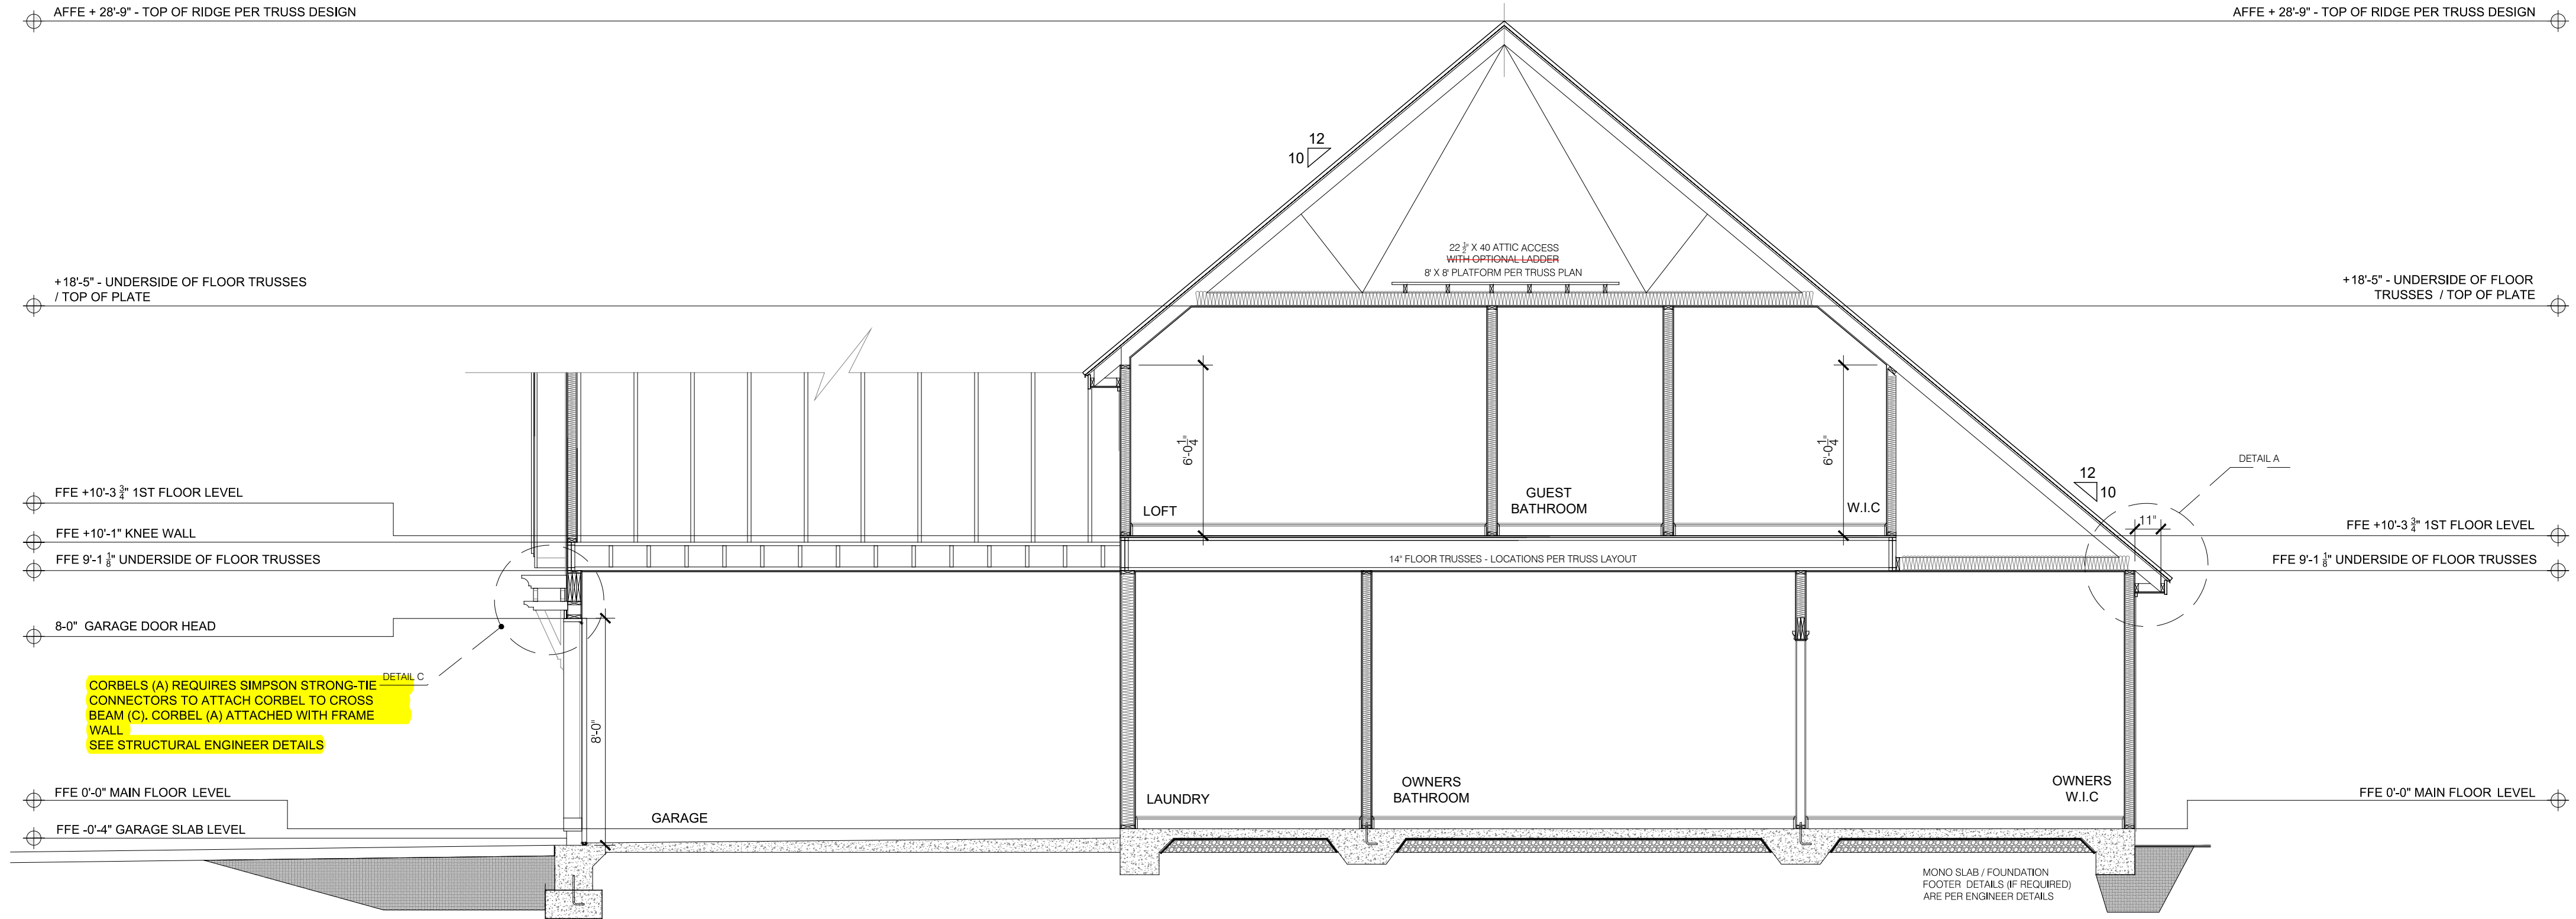 AFFE + 28'-9" - TOP OF RIDGE PER TRUSS DESIGN
AFFE + 28'-9" - TOP OF RIDGE PER TRUSS DESIGN
12
10
22 ½" X 40 ATTIC ACCESS
WITH OPTIONAL LADDER
8' X 8' PLATFORM PER TRUSS PLAN
+18'-5" - UNDERSIDE OF FLOOR TRUSSES
/ TOP OF PLATE
+18'-5" - UNDERSIDE OF FLOOR
TRUSSES / TOP OF PLATE
6'-0¼"
6'-0¼"
DETAIL A
12
10
11"
LOFT
GUEST
BATHROOM
W.I.C
FFE +10'-3 ¾" 1ST FLOOR LEVEL
FFE +10'-1" KNEE WALL
FFE 9'-1 ⅛" UNDERSIDE OF FLOOR TRUSSES
14" FLOOR TRUSSES - LOCATIONS PER TRUSS LAYOUT
FFE +10'-3 ¾" 1ST FLOOR LEVEL
FFE 9'-1 ⅛" UNDERSIDE OF FLOOR TRUSSES
8-0" GARAGE DOOR HEAD
DETAIL C
CORBELS (A) REQUIRES SIMPSON STRONG-TIE
CONNECTORS TO ATTACH CORBEL TO CROSS
BEAM (C). CORBEL (A) ATTACHED WITH FRAME
WALL
SEE STRUCTURAL ENGINEER DETAILS
8'-0"
FFE 0'-0" MAIN FLOOR LEVEL
FFE -0'-4" GARAGE SLAB LEVEL
GARAGE
LAUNDRY
OWNERS
BATHROOM
OWNERS
W.I.C
FFE 0'-0" MAIN FLOOR LEVEL
MONO SLAB / FOUNDATION
FOOTER DETAILS (IF REQUIRED)
ARE PER ENGINEER DETAILS